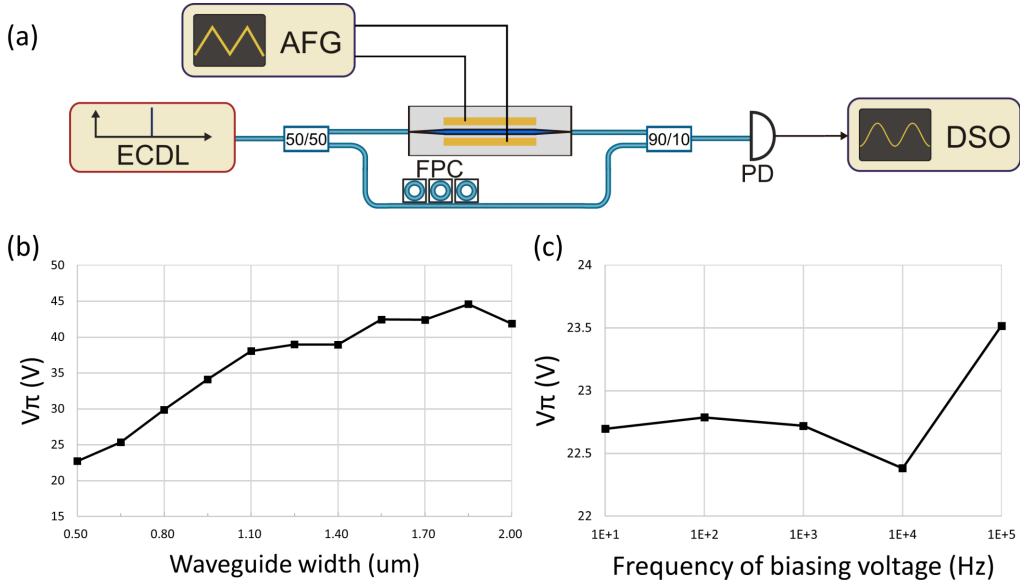 (a)
AFG
ECDL
50/50
FPC
90/10
PD
DSO
(b)
Vπ (V)
50
45
40
35
30
25
20
15
0.50
0.80
1.10
1.40
1.70
2.00
Waveguide width (um)
(c)
Vπ (V)
24
23.5
23
22.5
22
1E+1
1E+2
1E+3
1E+4
1E+5
Frequency of biasing voltage (Hz)